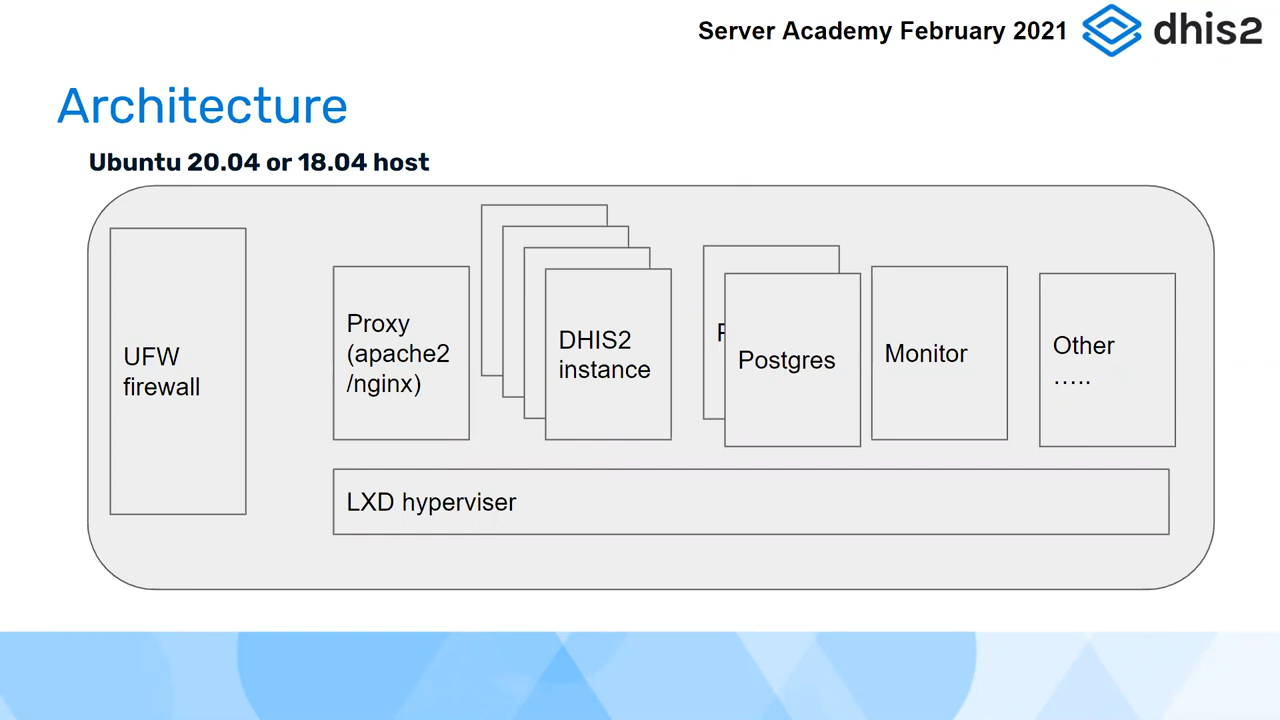 Server Academy February 2021
dhis2
Architecture
Ubuntu 20.04 or 18.04 host
UFW
firewall
Proxy
(apache2
/nginx)
DHIS2
instance
Postgres
Monitor
Other
.....
LXD hyperviser